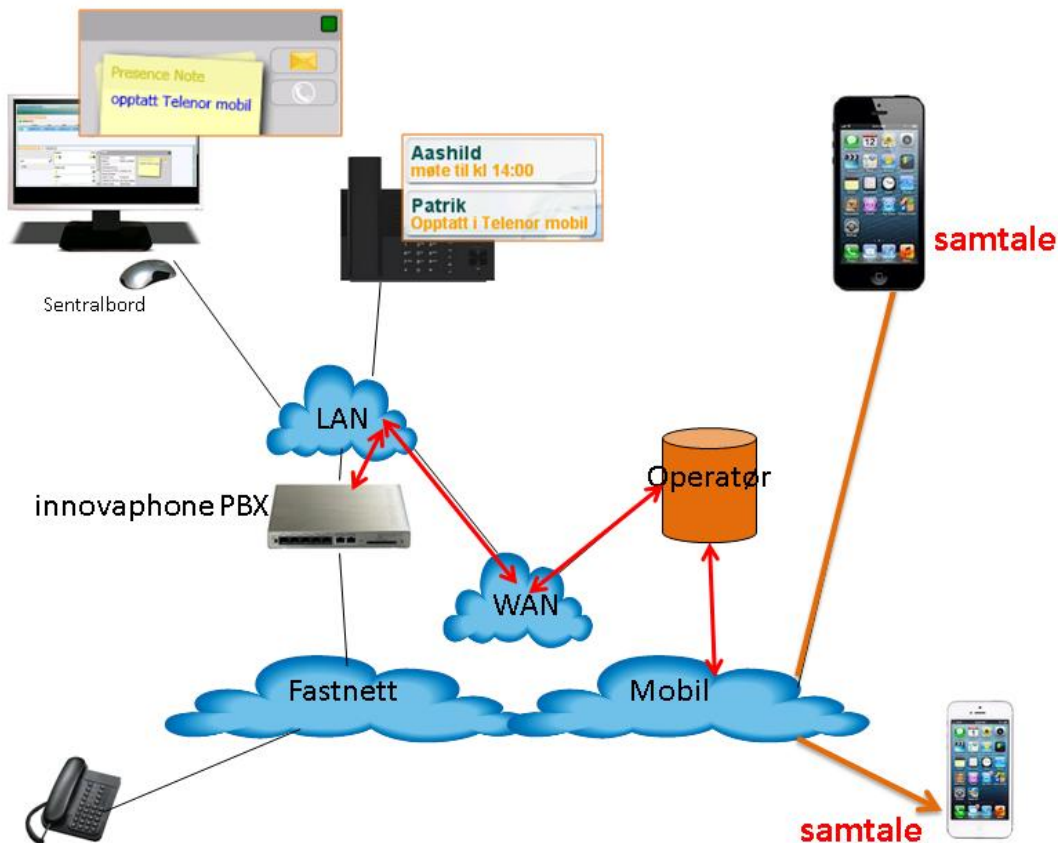 Presence Note
opptatt Telenor mobil
Aashild
møte til kl 14:00
Patrik
Opptatt i Telenor mobil
samtale
Sentralbord
LAN
Operatør
innovaphone PBX
WAN
Fastnett
Mobil
samtale